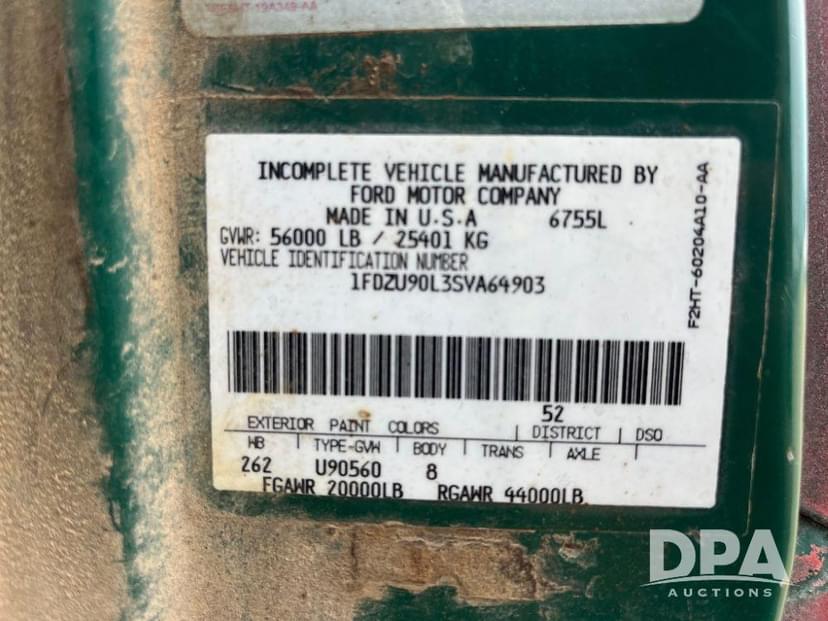 INCOMPLETE VEHICLE MANUFACTURED BY
FORD MOTOR COMPANY
MADE IN U.S.A 6755L
GVWR: 56000 LB / 25401 KG
VEHICLE IDENTIFICATION NUMBER
1FDZU90L3SVA64903
F2HT-60204A10-AA
52
EXTERIOR PAINT COLORS DISTRICT DSO
WB TYPE-GVW BODY TRANS AXLE
262 U90560 8
FGAWR 20000LB RGAWR 44000LB
DPA
AUCTIONS